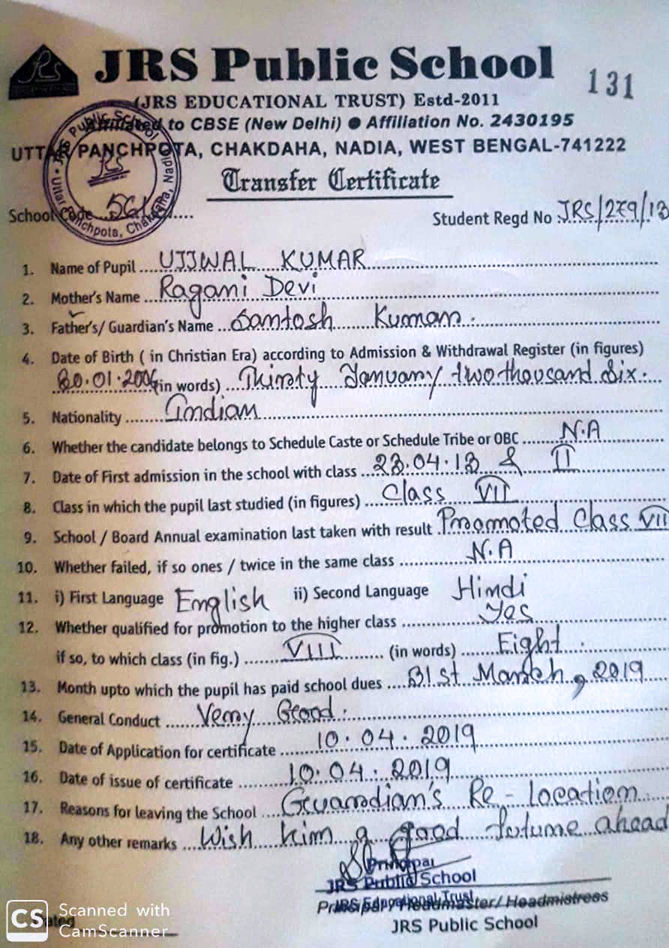 JRS Public School
131
(JRS EDUCATIONAL TRUST) Estd-2011
Affiliated to CBSE (New Delhi) ● Affiliation No. 2430195
UTTAR PANCHPOTA, CHAKDAHA, NADIA, WEST BENGAL-741222
Transfer Certificate
JRS Public School
Uttar Panchpota, Chakdaha, Nadia
School Code 561
Student Regd No JRS/279/13
1. Name of Pupil UJJWAL KUMAR
2. Mother's Name Ragani Devi
3. Father's/ Guardian's Name Santosh Kumar.
4. Date of Birth ( in Christian Era) according to Admission & Withdrawal Register (in figures)
30.01.2006 (in words) Thirty January two thousand Six.
5. Nationality Indian
6. Whether the candidate belongs to Schedule Caste or Schedule Tribe or OBC N.A
7. Date of First admission in the school with class 23.04.13 & II
8. Class in which the pupil last studied (in figures) Class VII
9. School / Board Annual examination last taken with result Promoted Class VII
10. Whether failed, if so ones / twice in the same class N.A
11. i) First Language English ii) Second Language Hindi
12. Whether qualified for promotion to the higher class Yes
if so, to which class (in fig.) VIII (in words) Eight.
13. Month upto which the pupil has paid school dues 31st March, 2019
14. General Conduct Very Good.
15. Date of Application for certificate 10.04.2019
16. Date of issue of certificate 10.04.2019
17. Reasons for leaving the School Guardian's Re-location
18. Any other remarks Wish him a good future ahead
Principal
JRS Public School
JRS Educational Trust
Principal / Headmaster/ Headmistress
JRS Public School
CS Scanned with
CamScanner